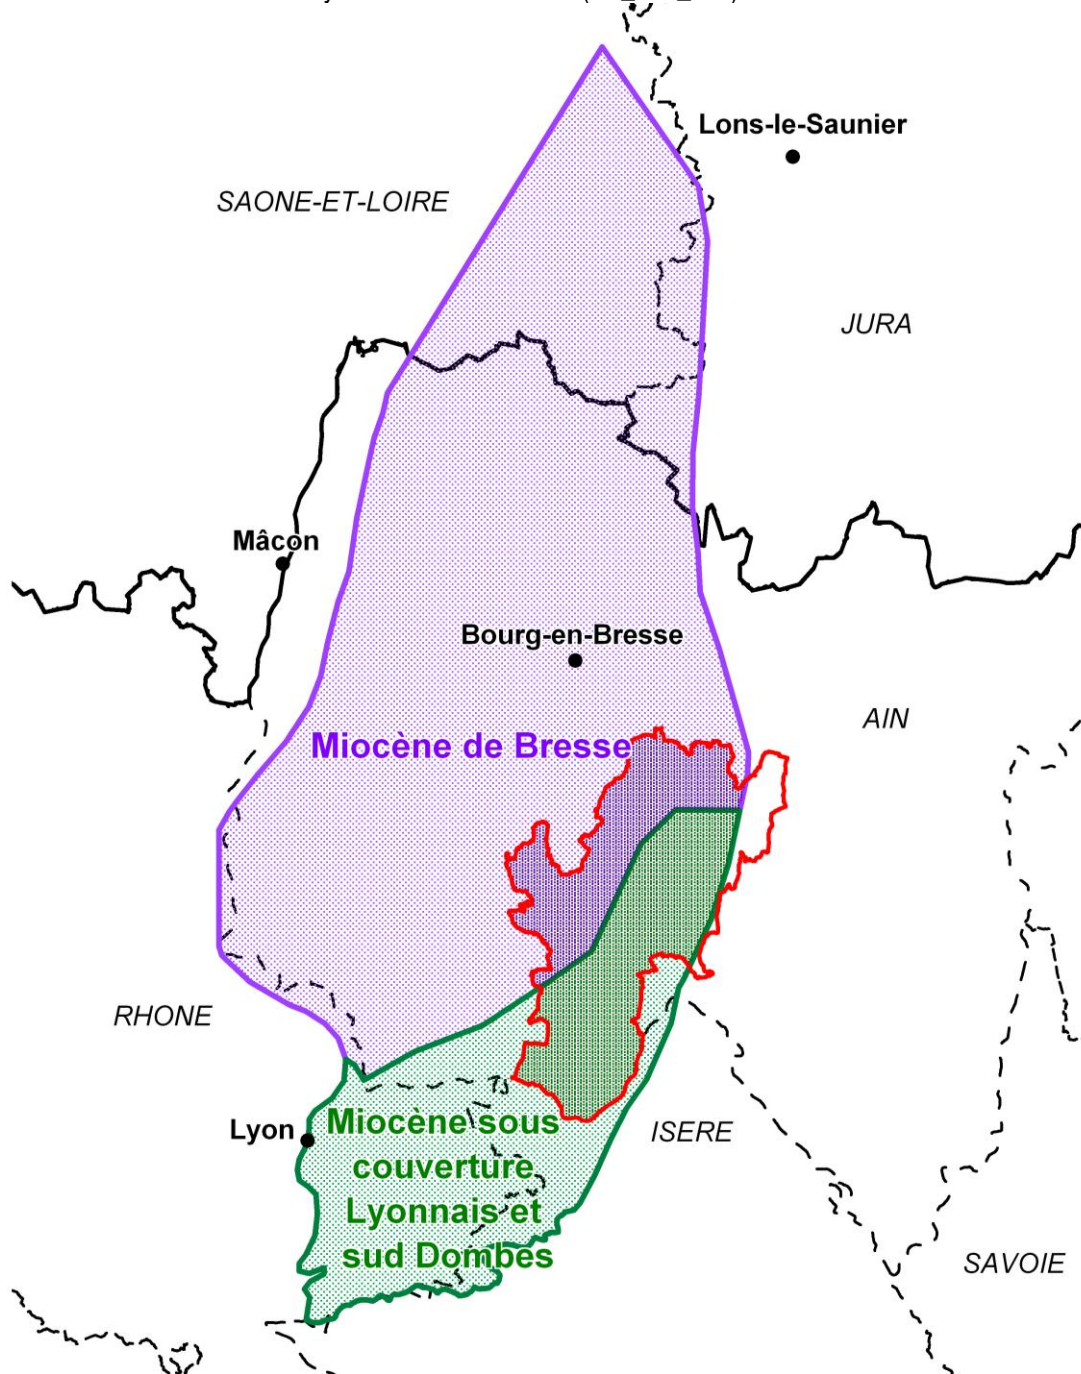 Lons-le-Saunier
SAONE-ET-LOIRE
JURA
Mâcon
Bourg-en-Bresse
AIN
Miocène de Bresse
RHONE
Lyon
Miocène sous
couverture
Lyonnais et
sud Dombes
ISERE
SAVOIE